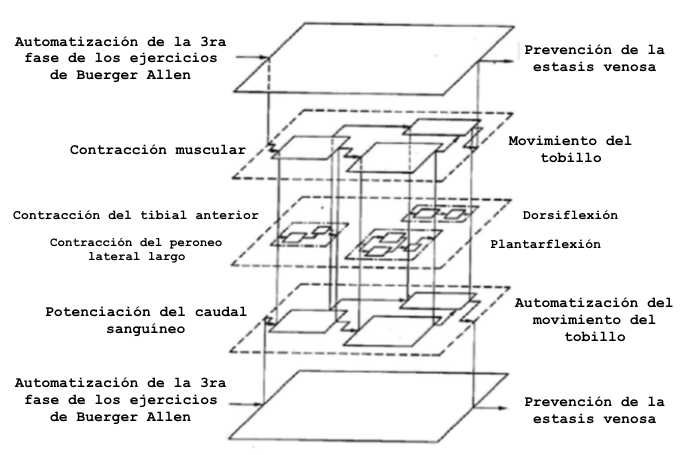 Automatización de la 3ra
fase de los ejercicios
de Buerger Allen
Prevención de la
estasis venosa
Contracción muscular
Movimiento del
tobillo
Contracción del tibial anterior
Dorsiflexión
Contracción del peroneo
lateral largo
Plantarflexión
Potenciación del caudal
sanguíneo
Automatización del
movimiento del
tobillo
Automatización de la 3ra
fase de los ejercicios
de Buerger Allen
Prevención de la
estasis venosa